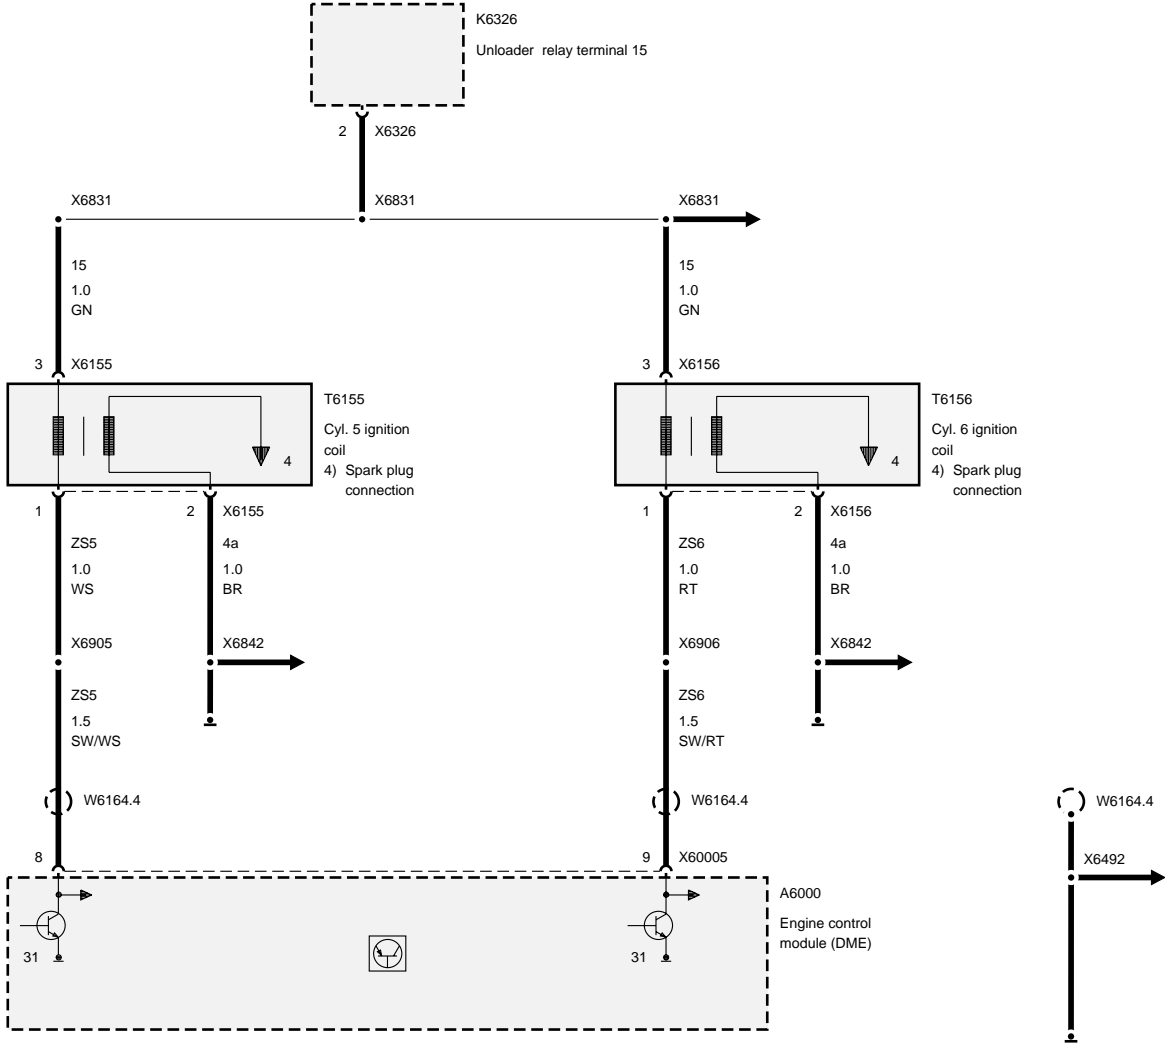 K6326
Unloader relay terminal 15
2 X6326
X6831 X6831 X6831
15 15
1.0 1.0
GN GN
3 X6155 3 X6156
T6155
Cyl. 5 ignition
coil
4) Spark plug
connection
4
T6156
Cyl. 6 ignition
coil
4) Spark plug
connection
4
1 2 X6155 1 2 X6156
ZS5 4a ZS6 4a
1.0 1.0 1.0 1.0
WS BR RT BR
X6905 X6842 X6906 X6842
ZS5 ZS6
1.5 1.5
SW/WS SW/RT
W6164.4 W6164.4 W6164.4
8 9 X60005 X6492
A6000
Engine control
module (DME)
31 31